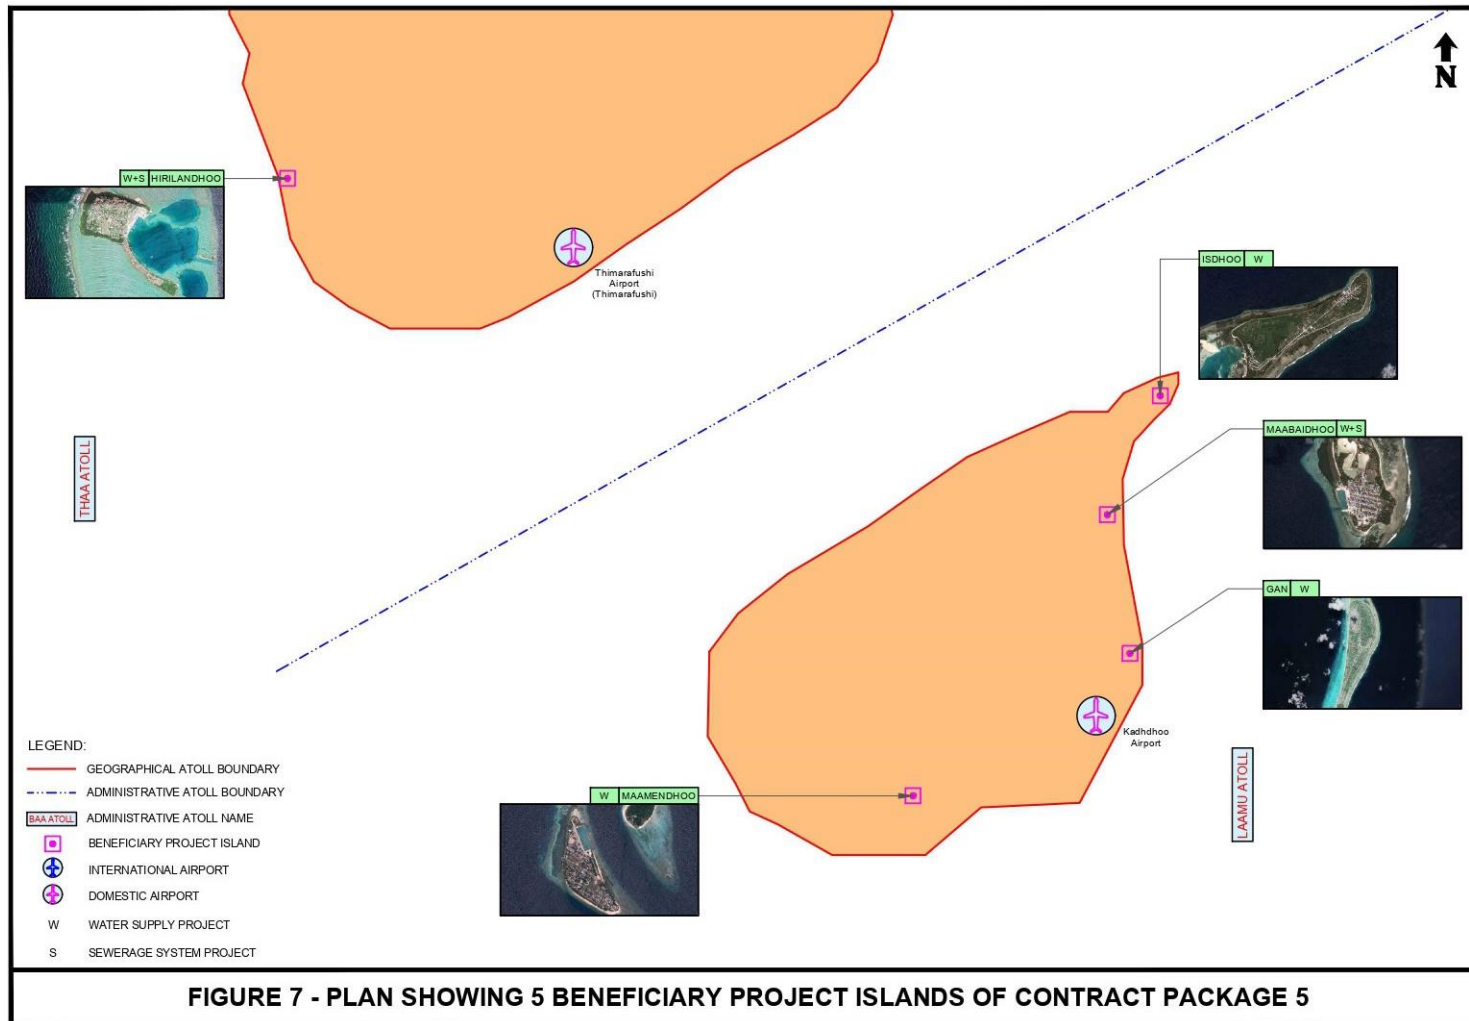 N
W+S HIRILANDHOO
Thimarafushi
Airport
(Thimarafushi)
ISDHOO W
THAA ATOLL
MAABAIDHOO W+S
GAN W
Kadhdhoo
Airport
LAAMU ATOLL
W MAAMENDHOO
LEGEND:
GEOGRAPHICAL ATOLL BOUNDARY
ADMINISTRATIVE ATOLL BOUNDARY
BAA ATOLL ADMINISTRATIVE ATOLL NAME
BENEFICIARY PROJECT ISLAND
INTERNATIONAL AIRPORT
DOMESTIC AIRPORT
W WATER SUPPLY PROJECT
S SEWERAGE SYSTEM PROJECT
FIGURE 7 - PLAN SHOWING 5 BENEFICIARY PROJECT ISLANDS OF CONTRACT PACKAGE 5